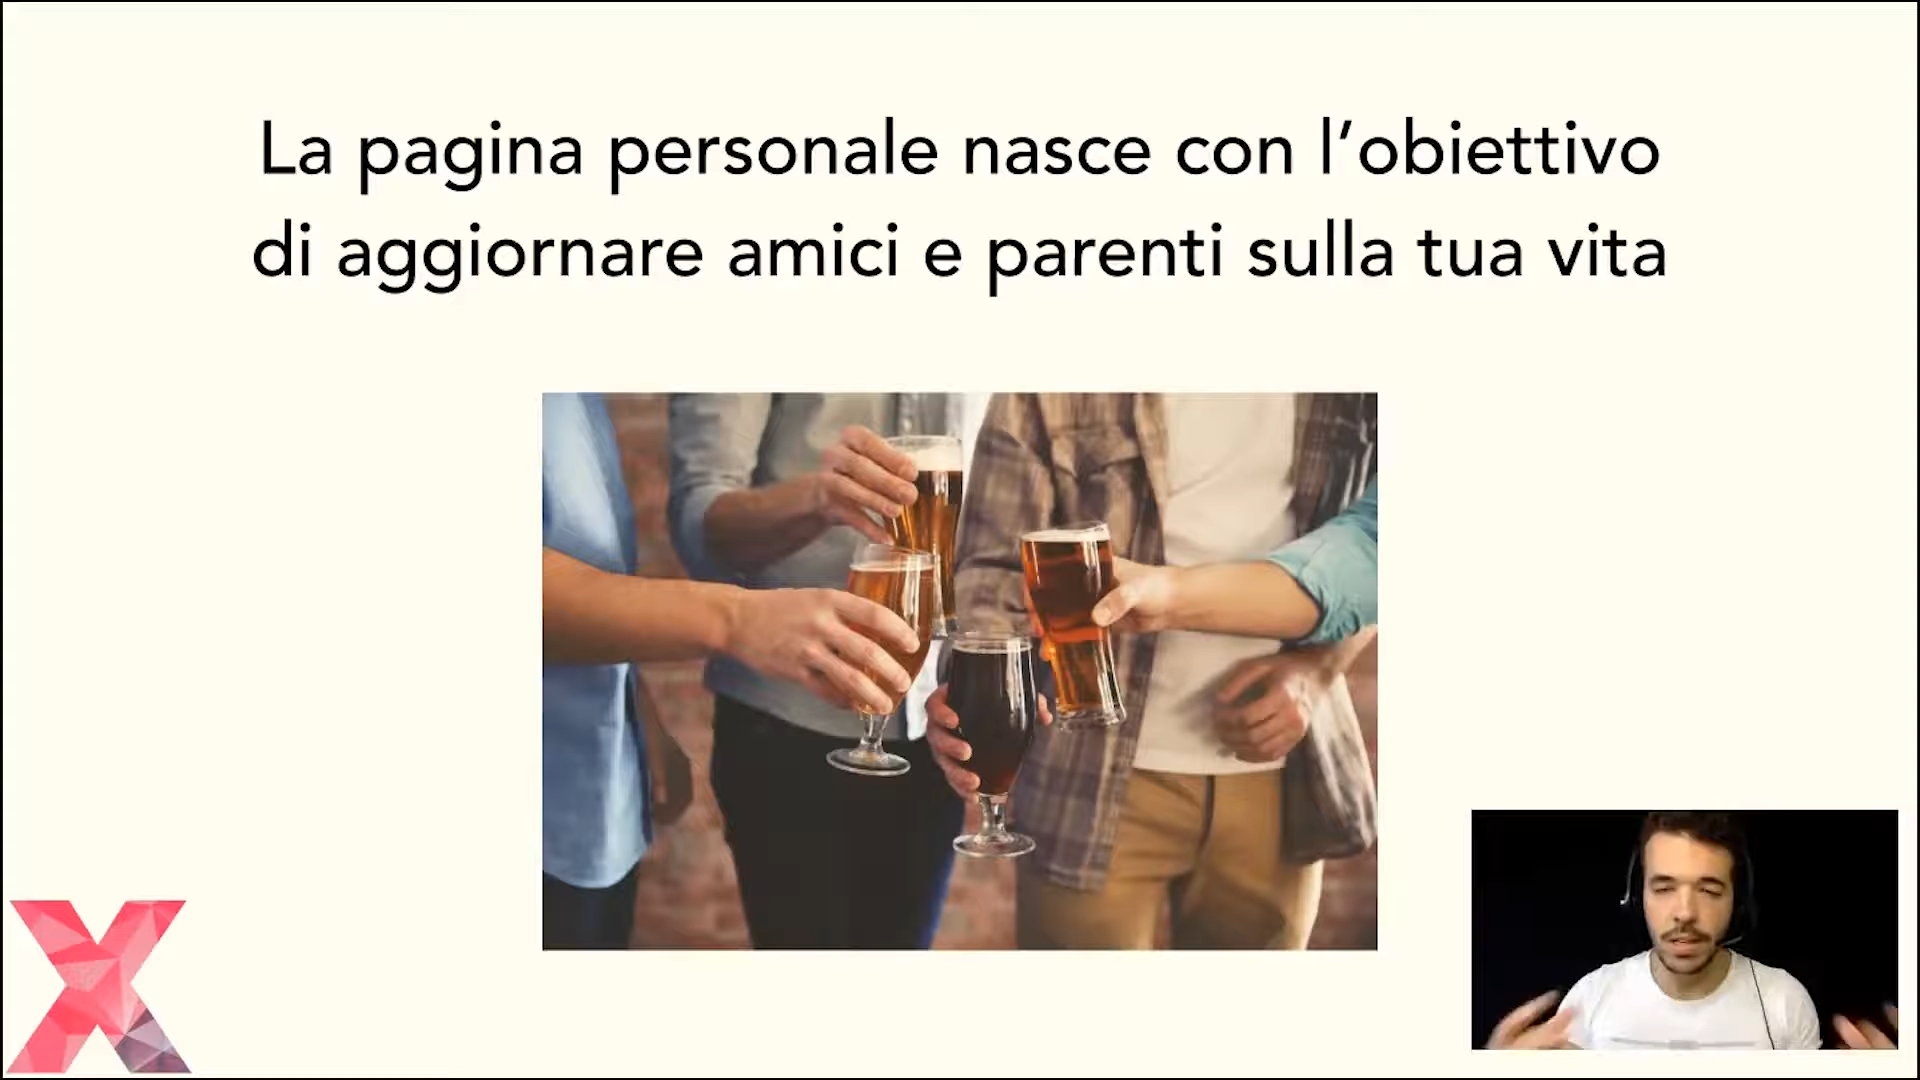 La pagina personale nasce con l’obiettivo
di aggiornare amici e parenti sulla tua vita